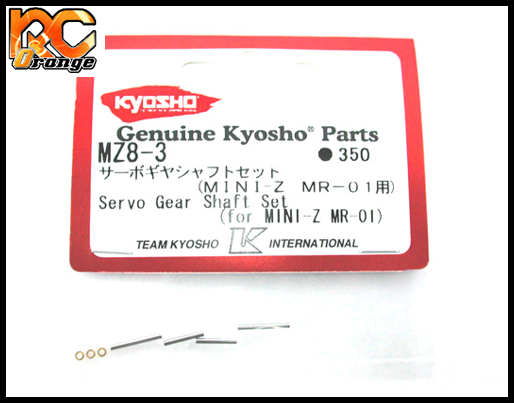 RC
Orange
KYOSHO
Genuine Kyosho® Parts
MZ8-3
●350
サーボギヤシャフトセット
(MINI-Z MR-01用)
Servo Gear Shaft Set
(for MINI-Z MR-01)
TEAM KYOSHO K INTERNATIONAL